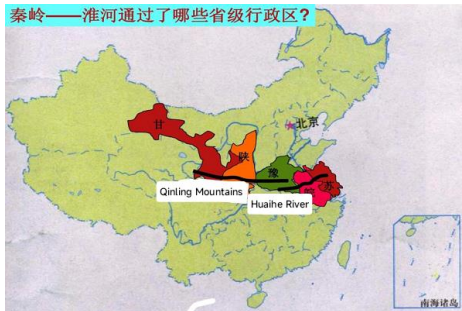 秦岭——淮河通过了哪些省级行政区?
北京
甘
陕
豫
苏
Qinling Mountains
Huaihe River
南海诸岛